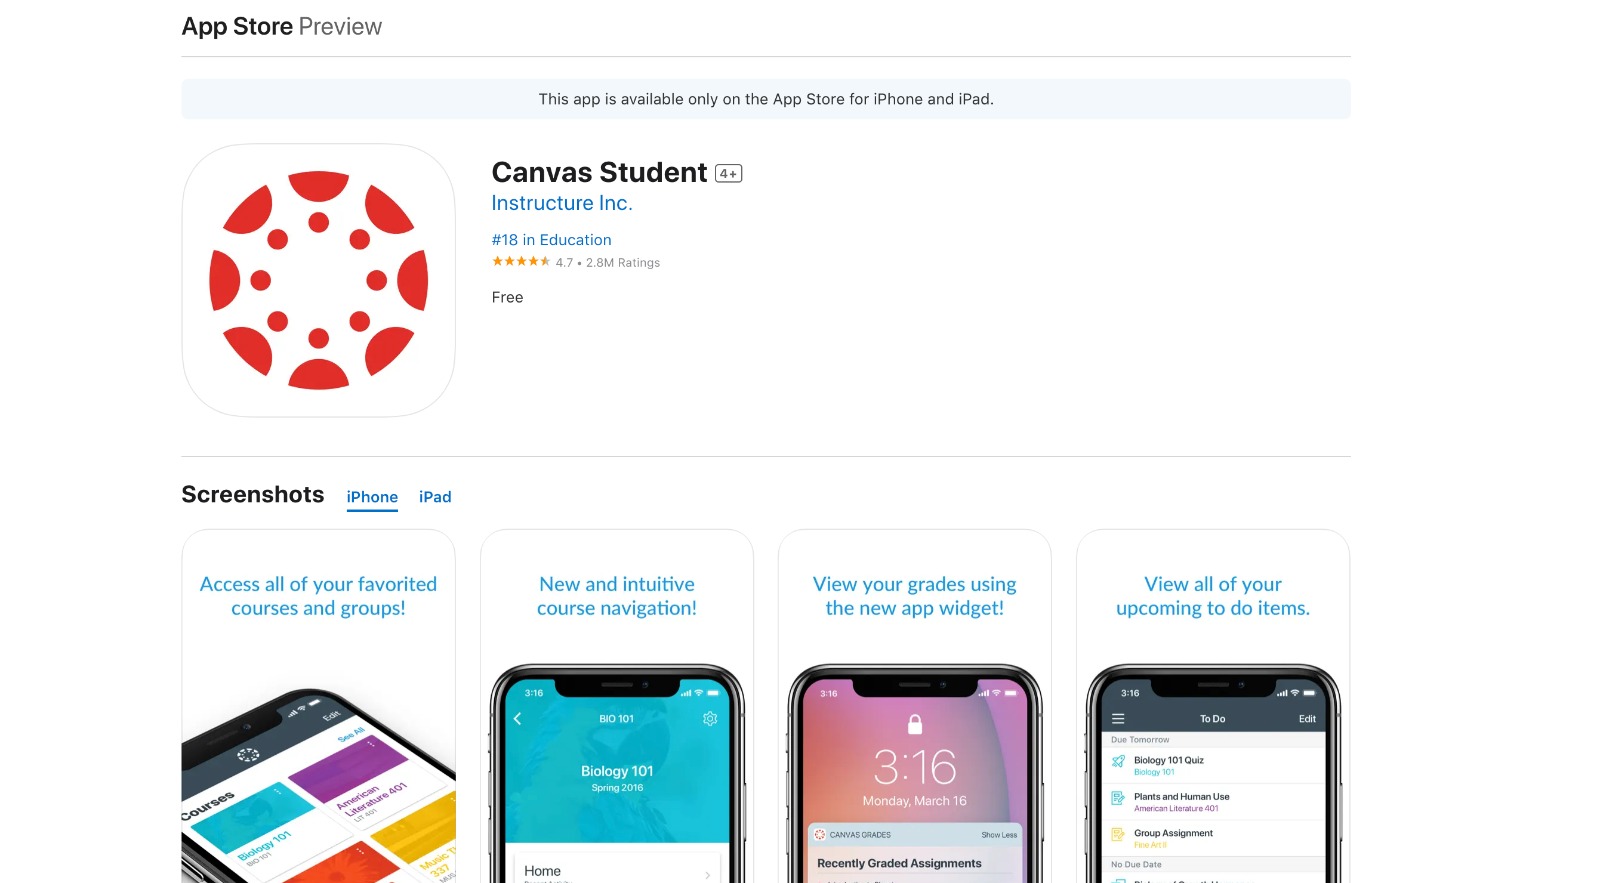 App Store Preview
This app is available only on the App Store for iPhone and iPad.
Canvas Student 4+
Instructure Inc.
#18 in Education
4.7 • 2.8M Ratings
Free
Screenshots iPhone iPad
Access all of your favorited
courses and groups!
Edit
See All
Courses
Biology 101
BIO 101
American
Literature 401
LIT 401
Music
337
MUS
New and intuitive
course navigation!
3:16
BIO 101
Biology 101
Spring 2016
Home
View your grades using
the new app widget!
3:16
3:16
Monday, March 16
CANVAS GRADES Show Less
Recently Graded Assignments
View all of your
upcoming to do items.
3:16
To Do Edit
Due Tomorrow
Biology 101 Quiz
Biology 101
Plants and Human Use
American Literature 401
Group Assignment
Fine Art II
No Due Date